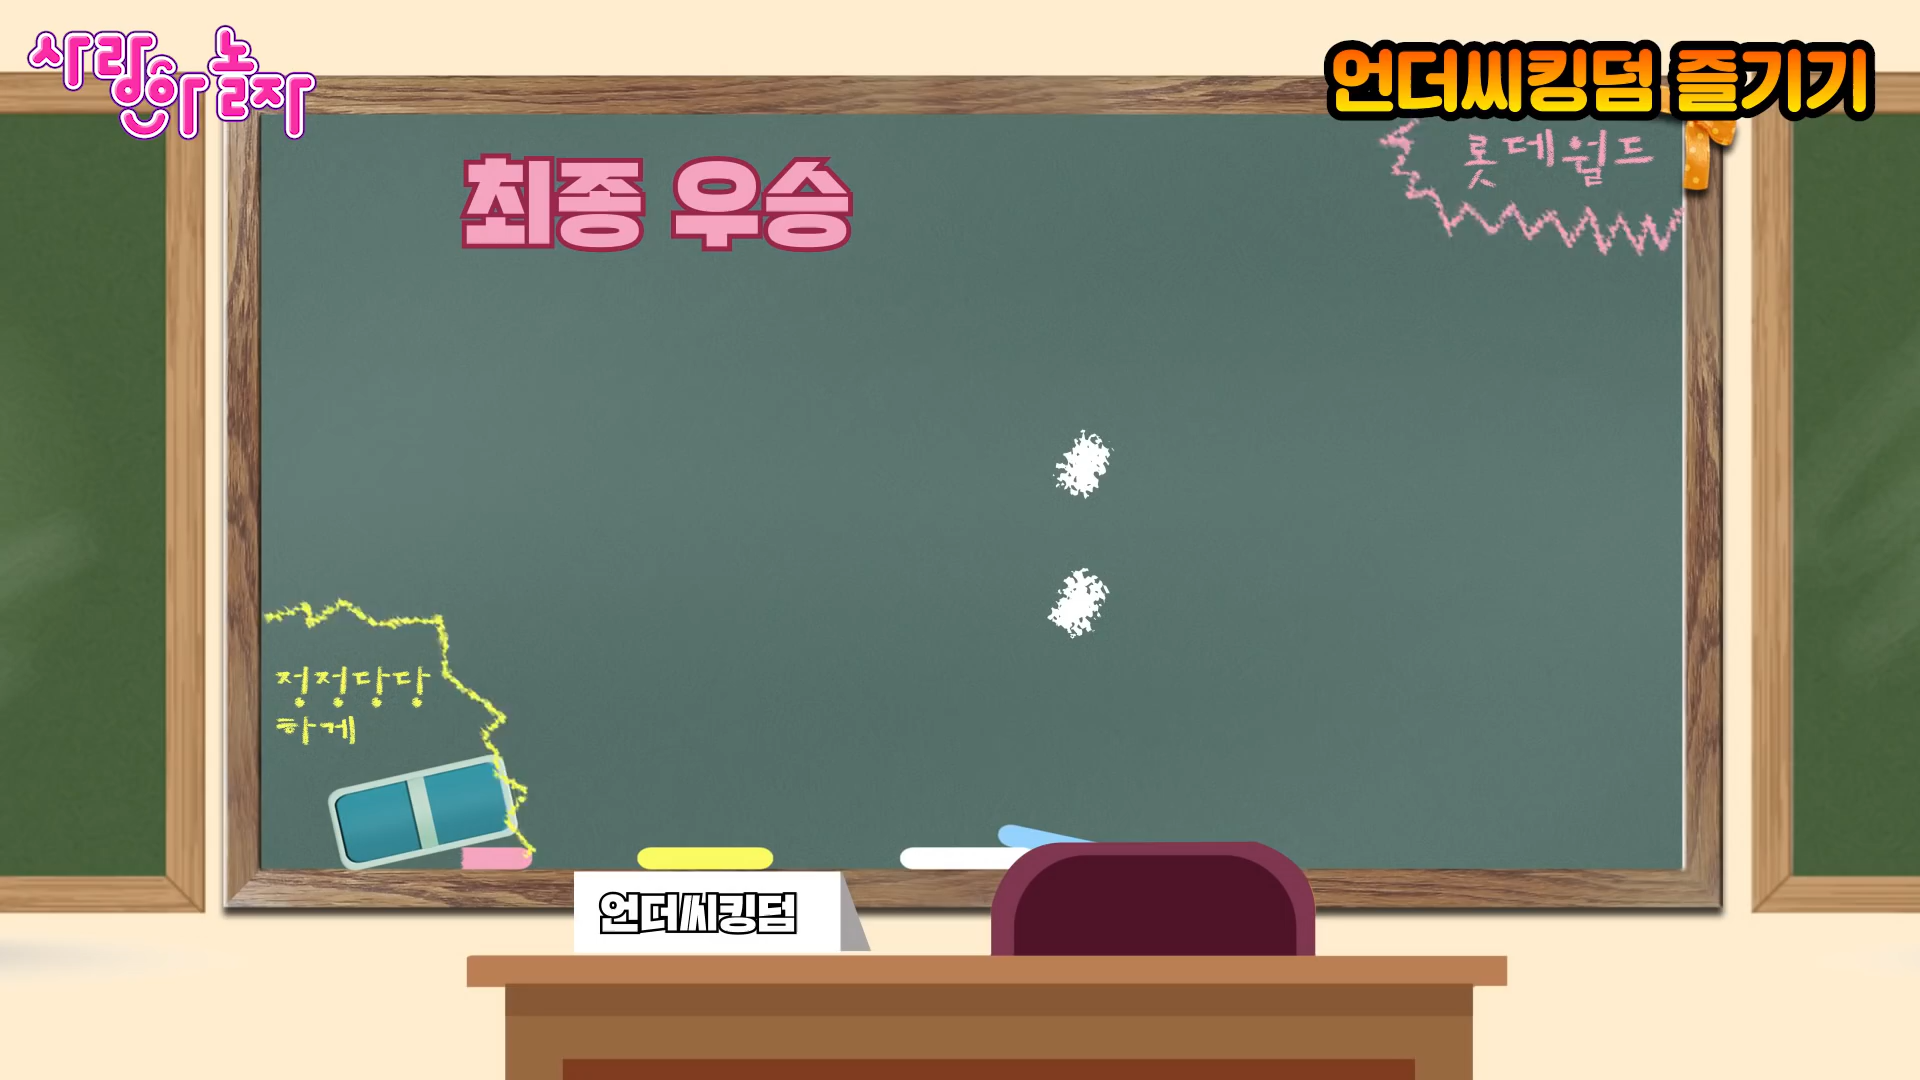 사랑아 놀자
언더씨킹덤 즐기기
롯데월드
최종 우승
:
정정당당
하게
언더씨킹덤